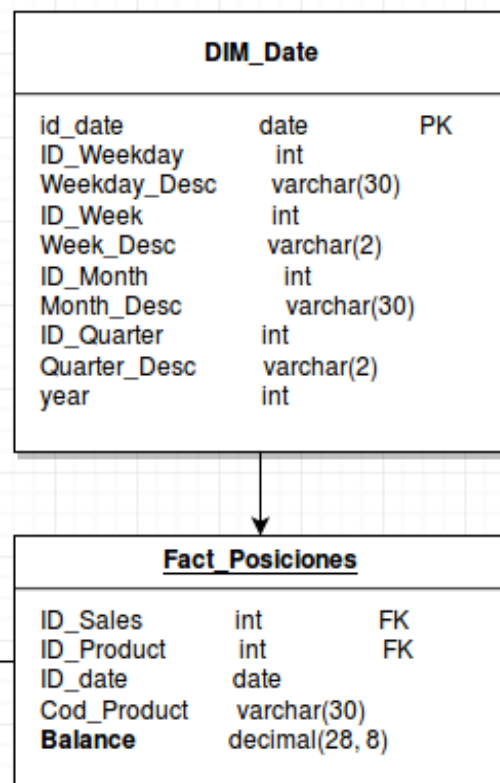 DIM_Date
id_date date PK
ID_Weekday int
Weekday_Desc varchar(30)
ID_Week int
Week_Desc varchar(2)
ID_Month int
Month_Desc varchar(30)
ID_Quarter int
Quarter_Desc varchar(2)
year int
Fact_Posiciones
ID_Sales int FK
ID_Product int FK
ID_date date
Cod_Product varchar(30)
Balance decimal(28, 8)